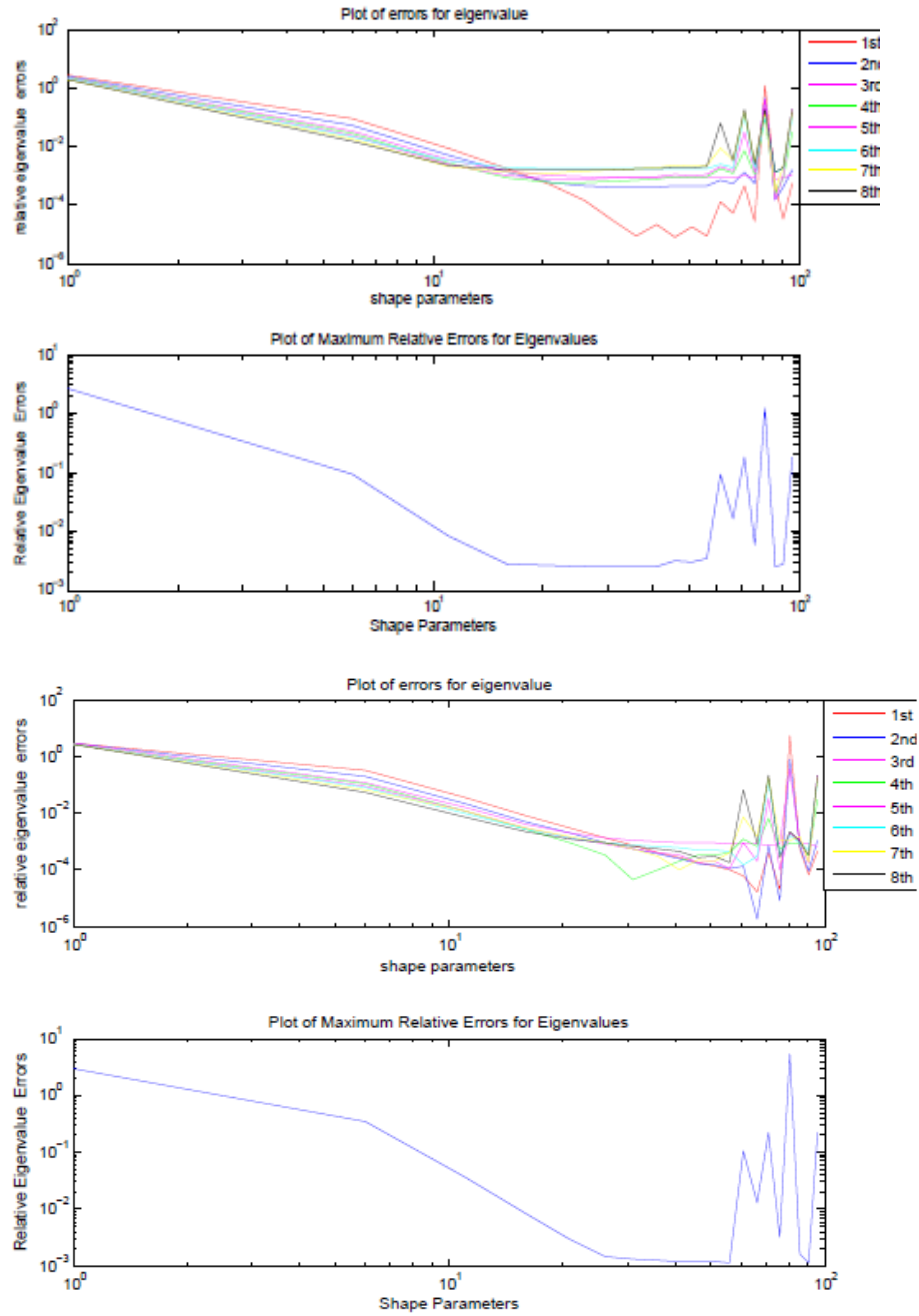 Plot of errors for eigenvalue
10^2
10^0
10^−2
10^−4
10^−6
relative eigenvalue errors
10^0
10^1
10^2
shape parameters
1st
2nd
3rd
4th
5th
6th
7th
8th
Plot of Maximum Relative Errors for Eigenvalues
10^1
10^0
10^−1
10^−2
10^−3
Relative Eigenvalue Errors
10^0
10^1
10^2
Shape Parameters
Plot of errors for eigenvalue
10^2
10^0
10^−2
10^−4
10^−6
relative eigenvalue errors
10^0
10^1
10^2
shape parameters
1st
2nd
3rd
4th
5th
6th
7th
8th
Plot of Maximum Relative Errors for Eigenvalues
10^1
10^0
10^−1
10^−2
10^−3
Relative Eigenvalue Errors
10^0
10^1
10^2
Shape Parameters